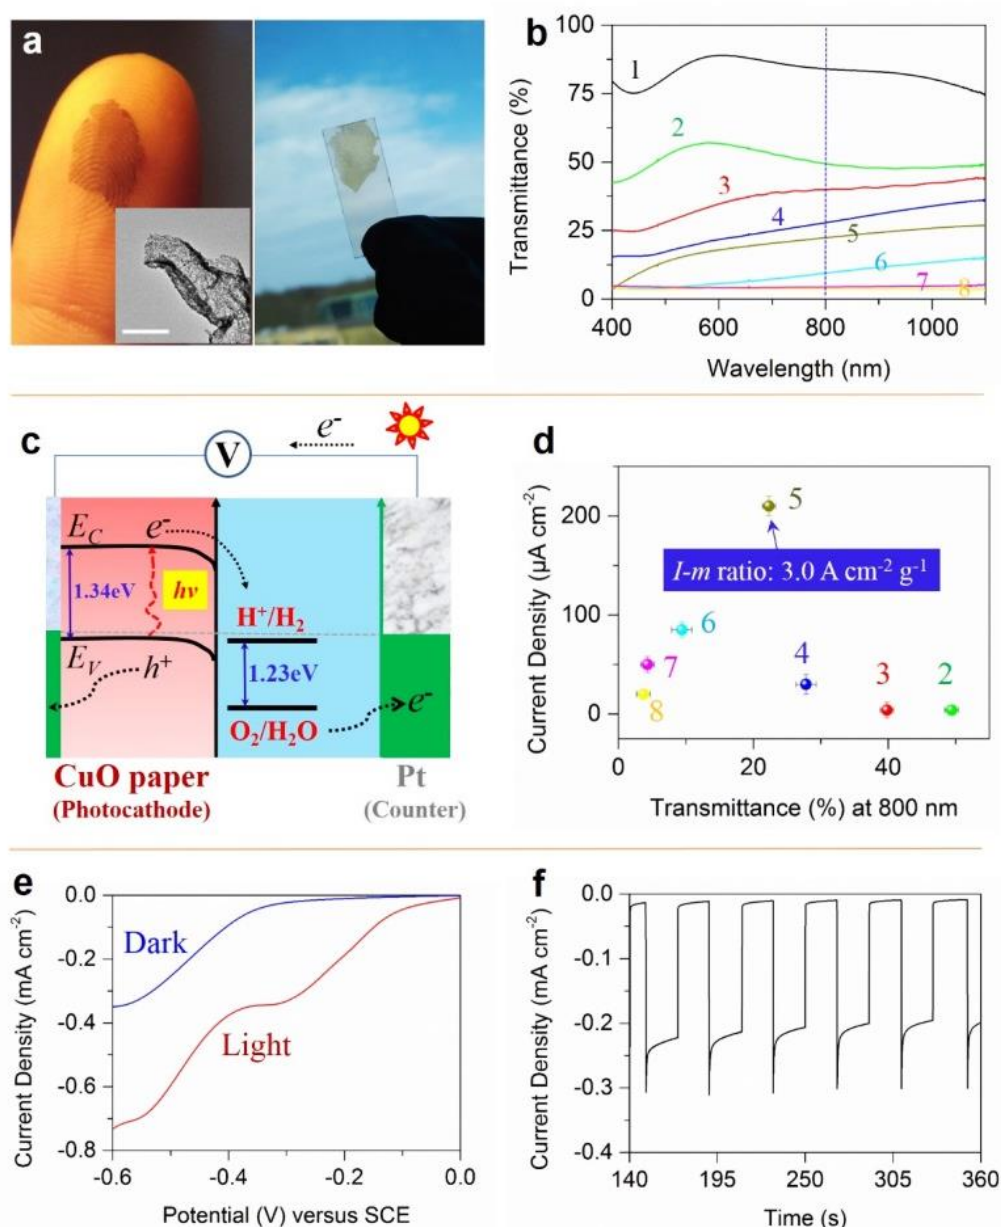 a
b
100
75
50
25
0
Transmittance (%)
1
2
3
4
5
6
7
8
400
600
800
1000
Wavelength (nm)
c
e-
V
EC
e-
1.34eV
hν
H+/H2
EV
h+
1.23eV
O2/H2O
e-
CuO paper
(Photocathode)
Pt
(Counter)
d
200
100
0
Current Density (μA cm-2)
5
I-m ratio: 3.0 A cm-2 g-1
6
7
8
4
3
2
0
20
40
Transmittance (%) at 800 nm
e
0.0
-0.2
-0.4
-0.6
-0.8
Current Density (mA cm-2)
Dark
Light
-0.6
-0.4
-0.2
0.0
Potential (V) versus SCE
f
0.0
-0.1
-0.2
-0.3
-0.4
Current Density (mA cm-2)
140
195
250
305
360
Time (s)